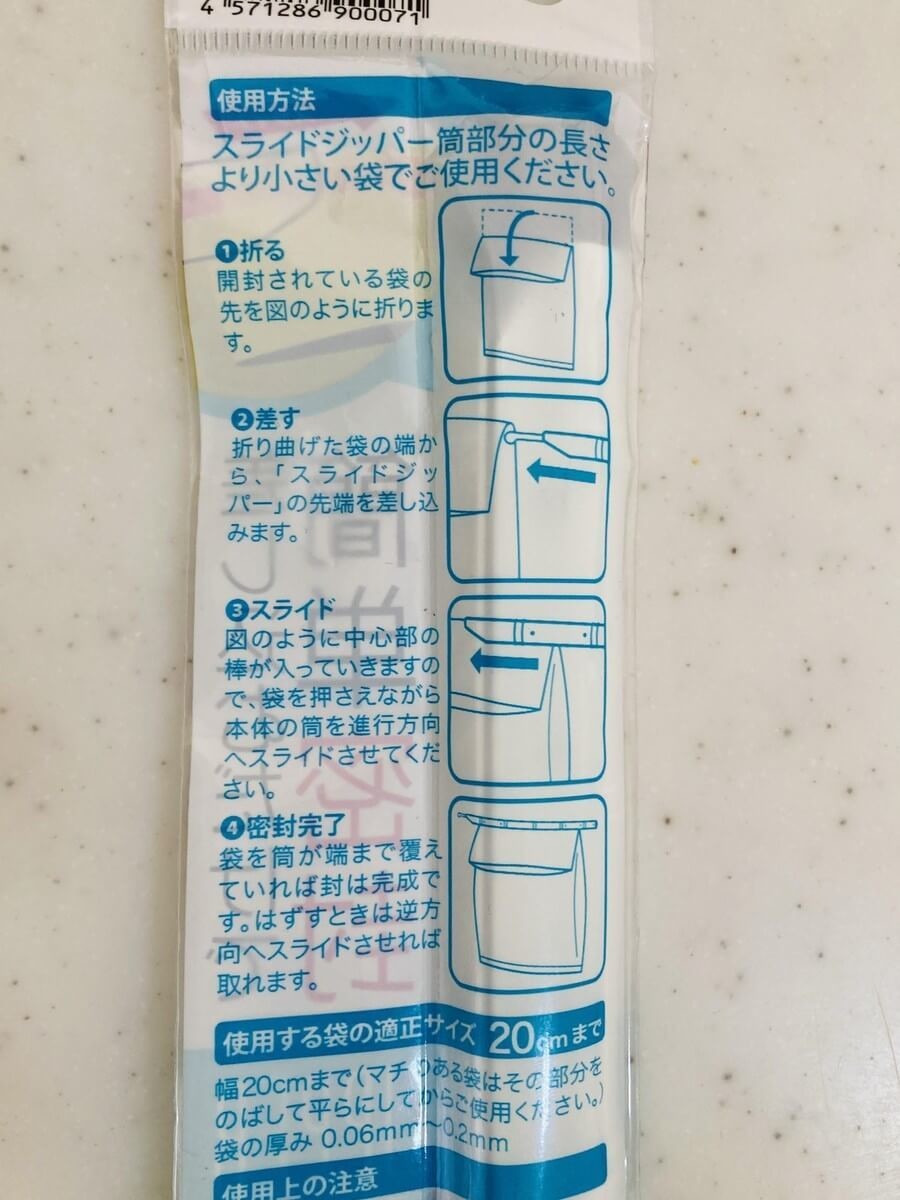 4 571286 900071
使用方法
スライドジッパー筒部分の長さ
より小さい袋でご使用ください。
❶折る
開封されている袋の
先を図のように折りま
す。
❷差す
折り曲げた袋の端か
ら、「スライドジッ
パー」の先端を差し込
みます。
❸スライド
図のように中心部の
棒が入っていきますの
で、袋を押さえながら
本体の筒を進行方向
へスライドさせてくだ
さい。
❹密封完了
袋を筒が端まで覆え
ていれば封は完成で
す。はずすときは逆方
向へスライドさせれば
取れます。
使用する袋の適正サイズ 20cmまで
幅20cmまで(マチのある袋はその部分を
のばして平らにしてからご使用ください。)
袋の厚み 0.06mm〜0.2mm
使用上の注意